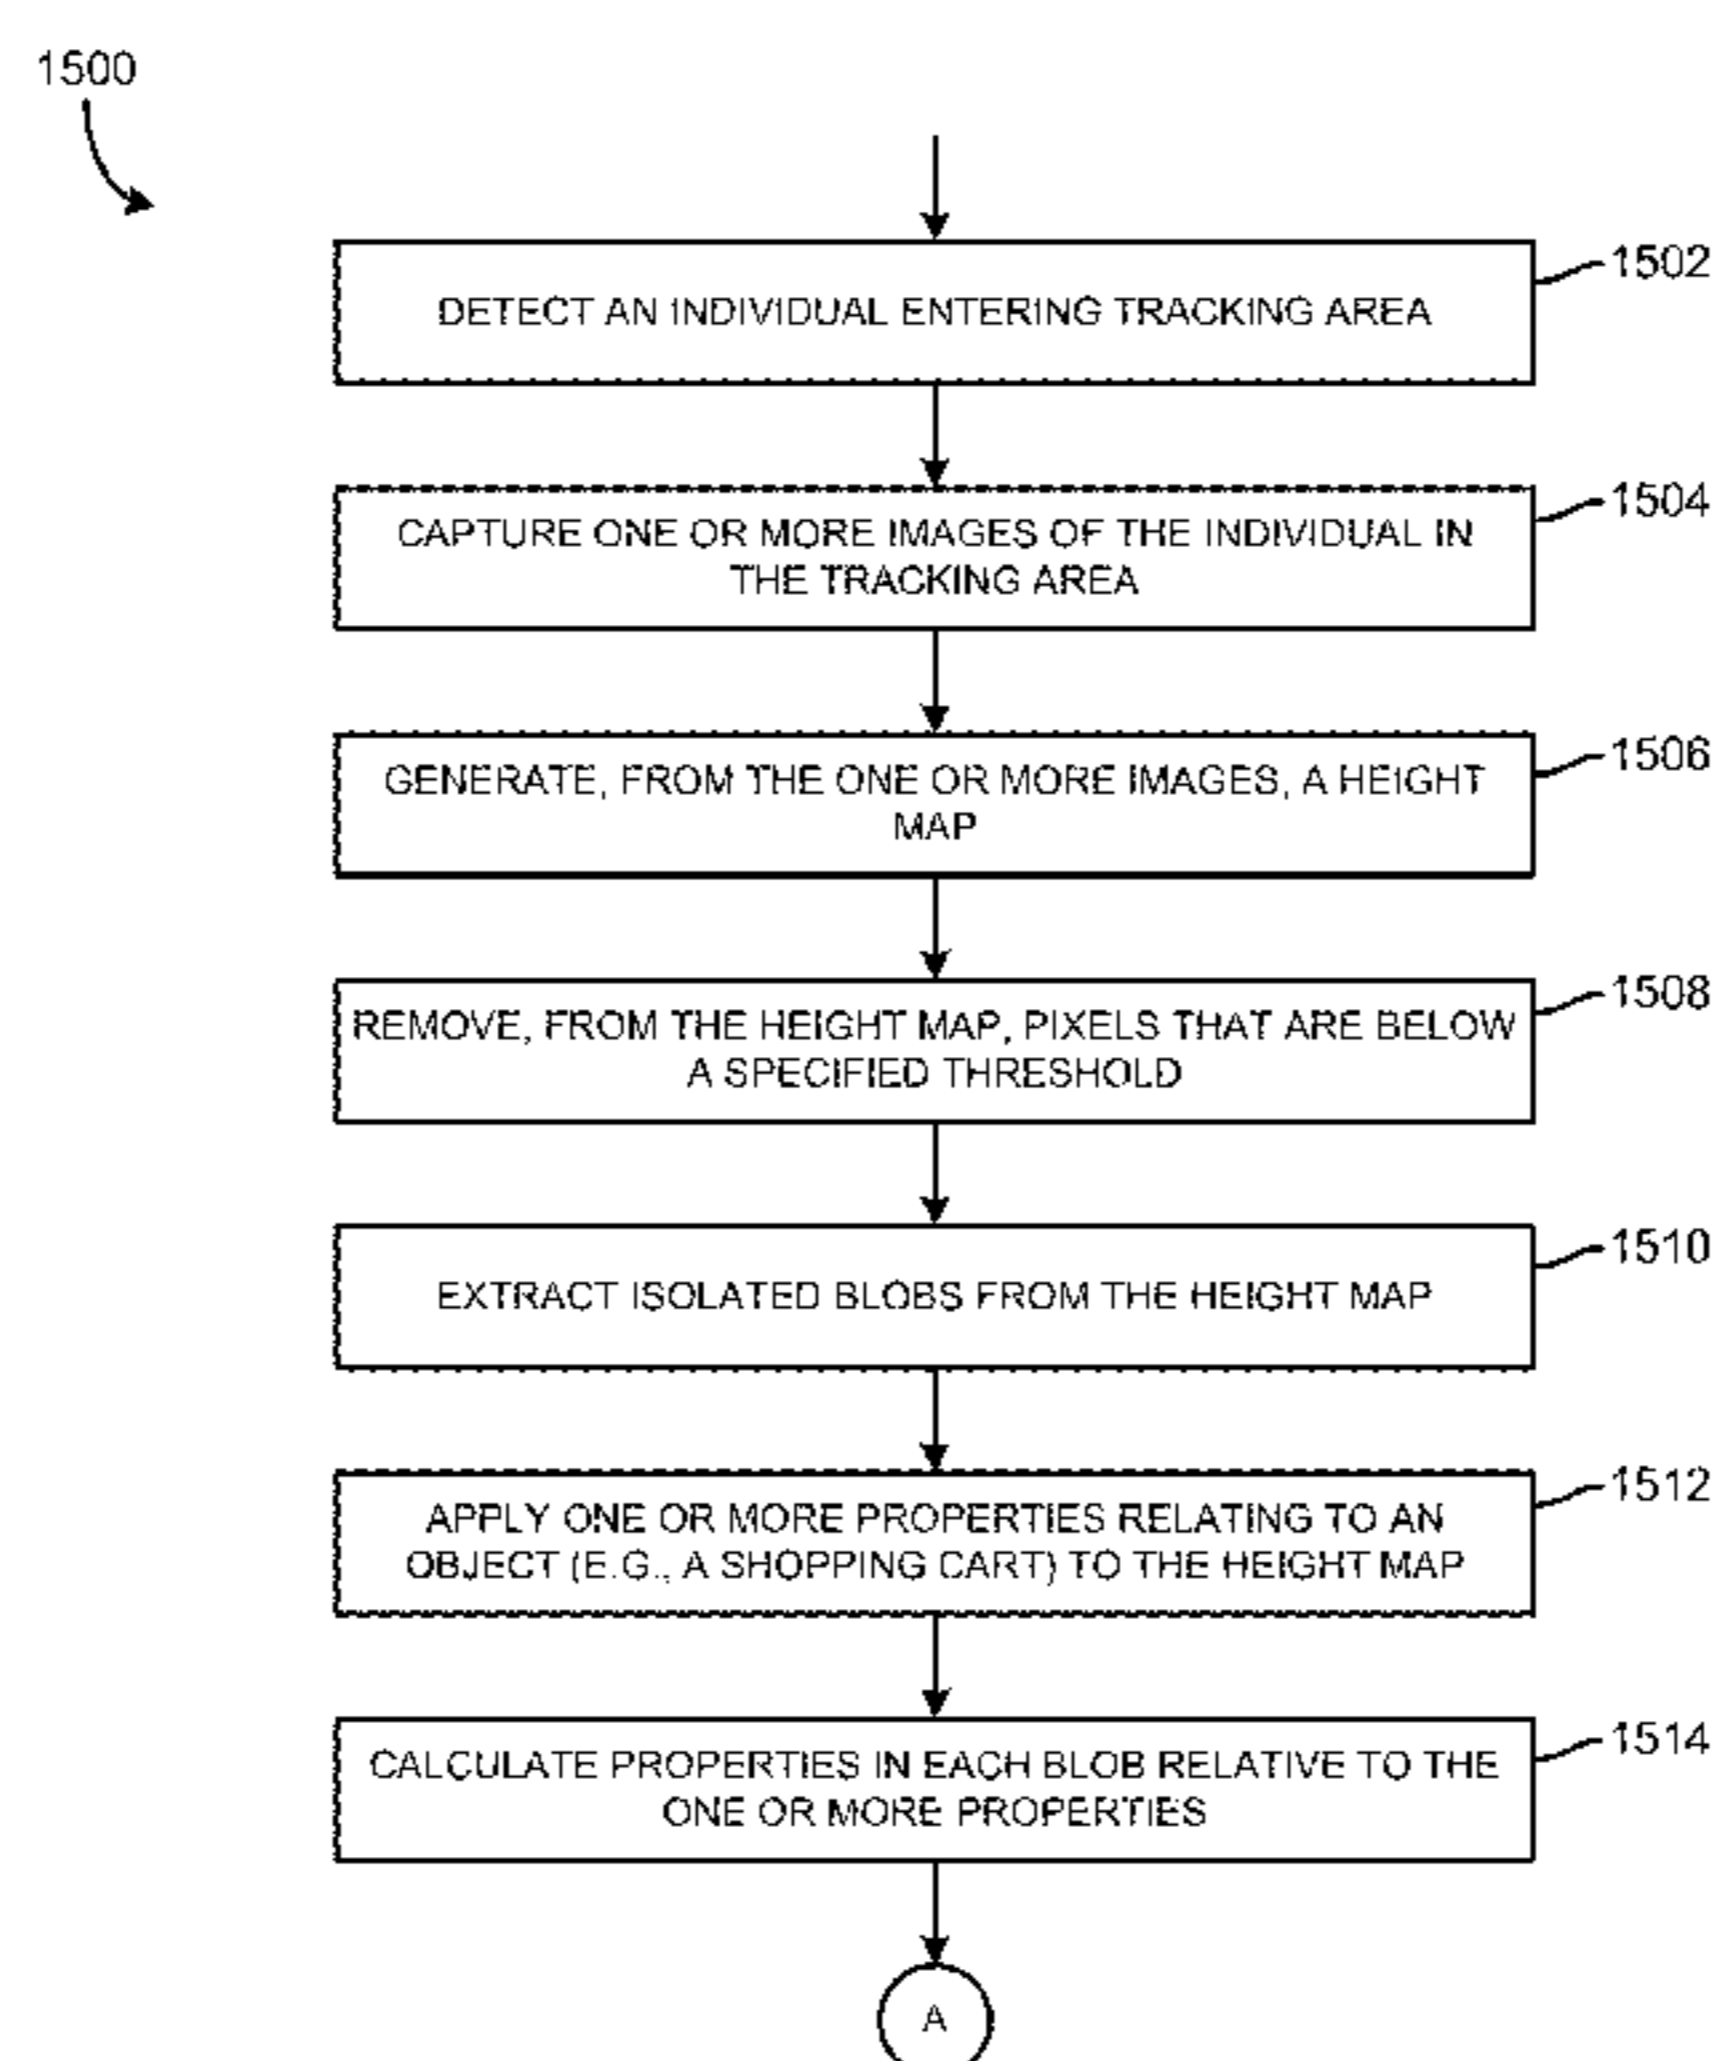 1500
1502
DETECT AN INDIVIDUAL ENTERING TRACKING AREA
1504
CAPTURE ONE OR MORE IMAGES OF THE INDIVIDUAL IN
THE TRACKING AREA
1506
GENERATE, FROM THE ONE OR MORE IMAGES, A HEIGHT
MAP
1508
REMOVE, FROM THE HEIGHT MAP, PIXELS THAT ARE BELOW
A SPECIFIED THRESHOLD
1510
EXTRACT ISOLATED BLOBS FROM THE HEIGHT MAP
1512
APPLY ONE OR MORE PROPERTIES RELATING TO AN
OBJECT (E.G., A SHOPPING CART) TO THE HEIGHT MAP
1514
CALCULATE PROPERTIES IN EACH BLOB RELATIVE TO THE
ONE OR MORE PROPERTIES
A